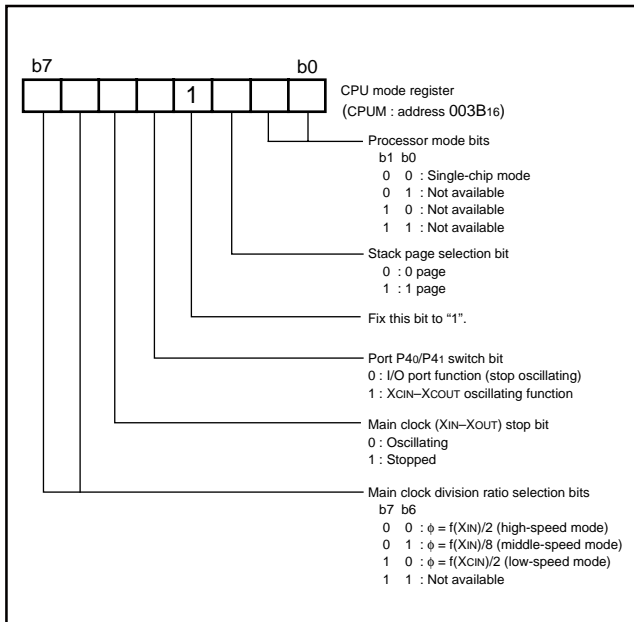 b7 b0
1
CPU mode register
(CPUM : address 003B16)
Processor mode bits
b1 b0
0 0 : Single-chip mode
0 1 : Not available
1 0 : Not available
1 1 : Not available
Stack page selection bit
0 : 0 page
1 : 1 page
Fix this bit to “1”.
Port P40/P41 switch bit
0 : I/O port function (stop oscillating)
1 : XCIN–XCOUT oscillating function
Main clock (XIN–XOUT) stop bit
0 : Oscillating
1 : Stopped
Main clock division ratio selection bits
b7 b6
0 0 : ϕ = f(XIN)/2 (high-speed mode)
0 1 : ϕ = f(XIN)/8 (middle-speed mode)
1 0 : ϕ = f(XCIN)/2 (low-speed mode)
1 1 : Not available